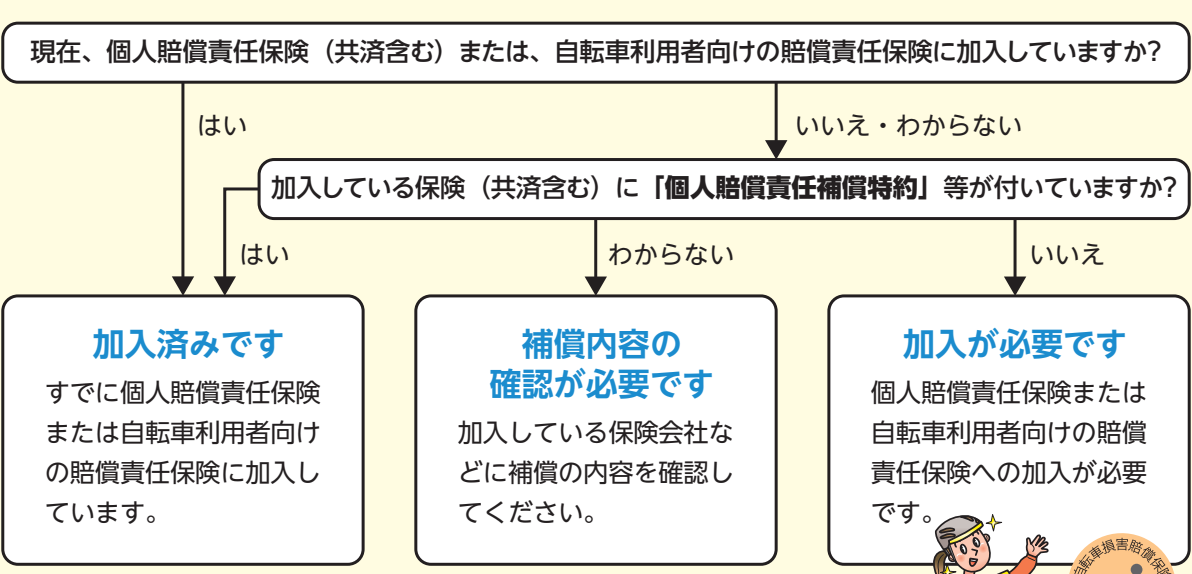 現在、個人賠償責任保険（共済含む）または、自転車利用者向けの賠償責任保険に加入していますか？
はい
いいえ・わからない
加入している保険（共済含む）に「個人賠償責任補償特約」等が付いていますか？
はい
わからない
いいえ
加入済みです
すでに個人賠償責任保険
または自転車利用者向け
の賠償責任保険に加入し
ています。
補償内容の
確認が必要です
加入している保険会社な
どに補償の内容を確認し
てください。
加入が必要です
個人賠償責任保険または
自転車利用者向けの賠償
責任保険への加入が必要
です。
自転車損害賠償保険